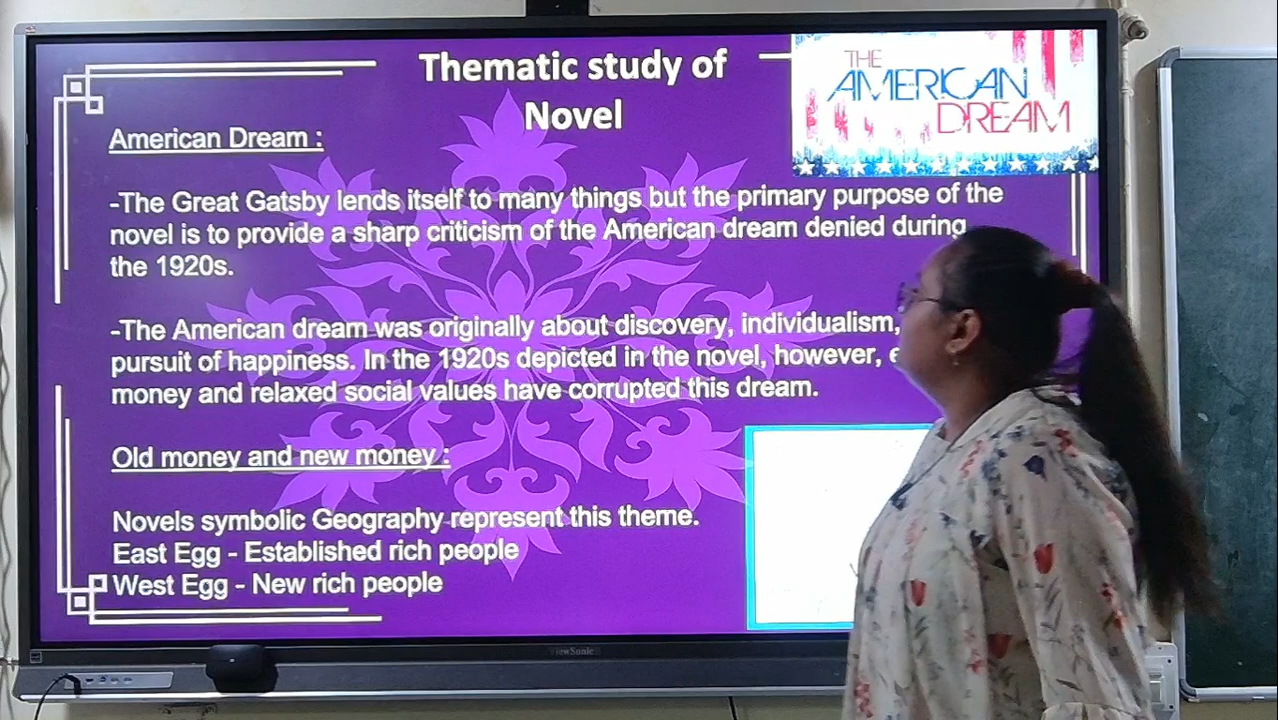 Thematic study of
Novel
THE
AMERICAN
DREAM
American Dream :
-The Great Gatsby lends itself to many things but the primary purpose of the
novel is to provide a sharp criticism of the American dream denied during
the 1920s.
-The American dream was originally about discovery, individualism,
pursuit of happiness. In the 1920s depicted in the novel, however,
money and relaxed social values have corrupted this dream.
Old money and new money :
Novels symbolic Geography represent this theme.
East Egg - Established rich people
West Egg - New rich people
ViewSonic